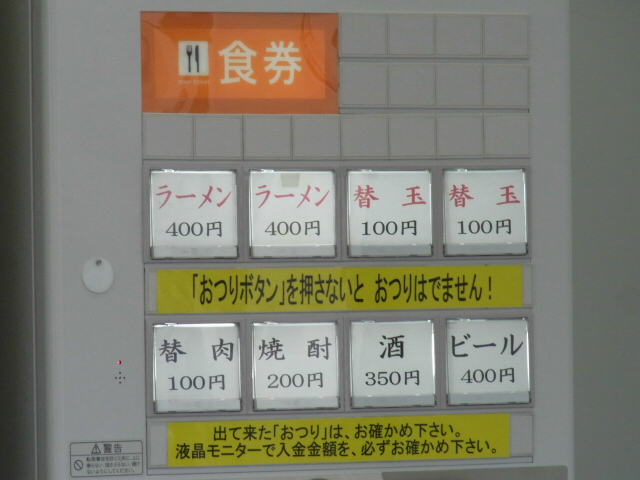 食券
ラーメン ラーメン 替玉 替玉
400円 400円 100円 100円
「おつりボタン」を押さないと おつりはでません!
替肉 焼酎 酒 ビール
100円 200円 350円 400円
出て来た「おつり」は、お確かめ下さい。
液晶モニターで入金金額を、必ずお確かめ下さい。
警告